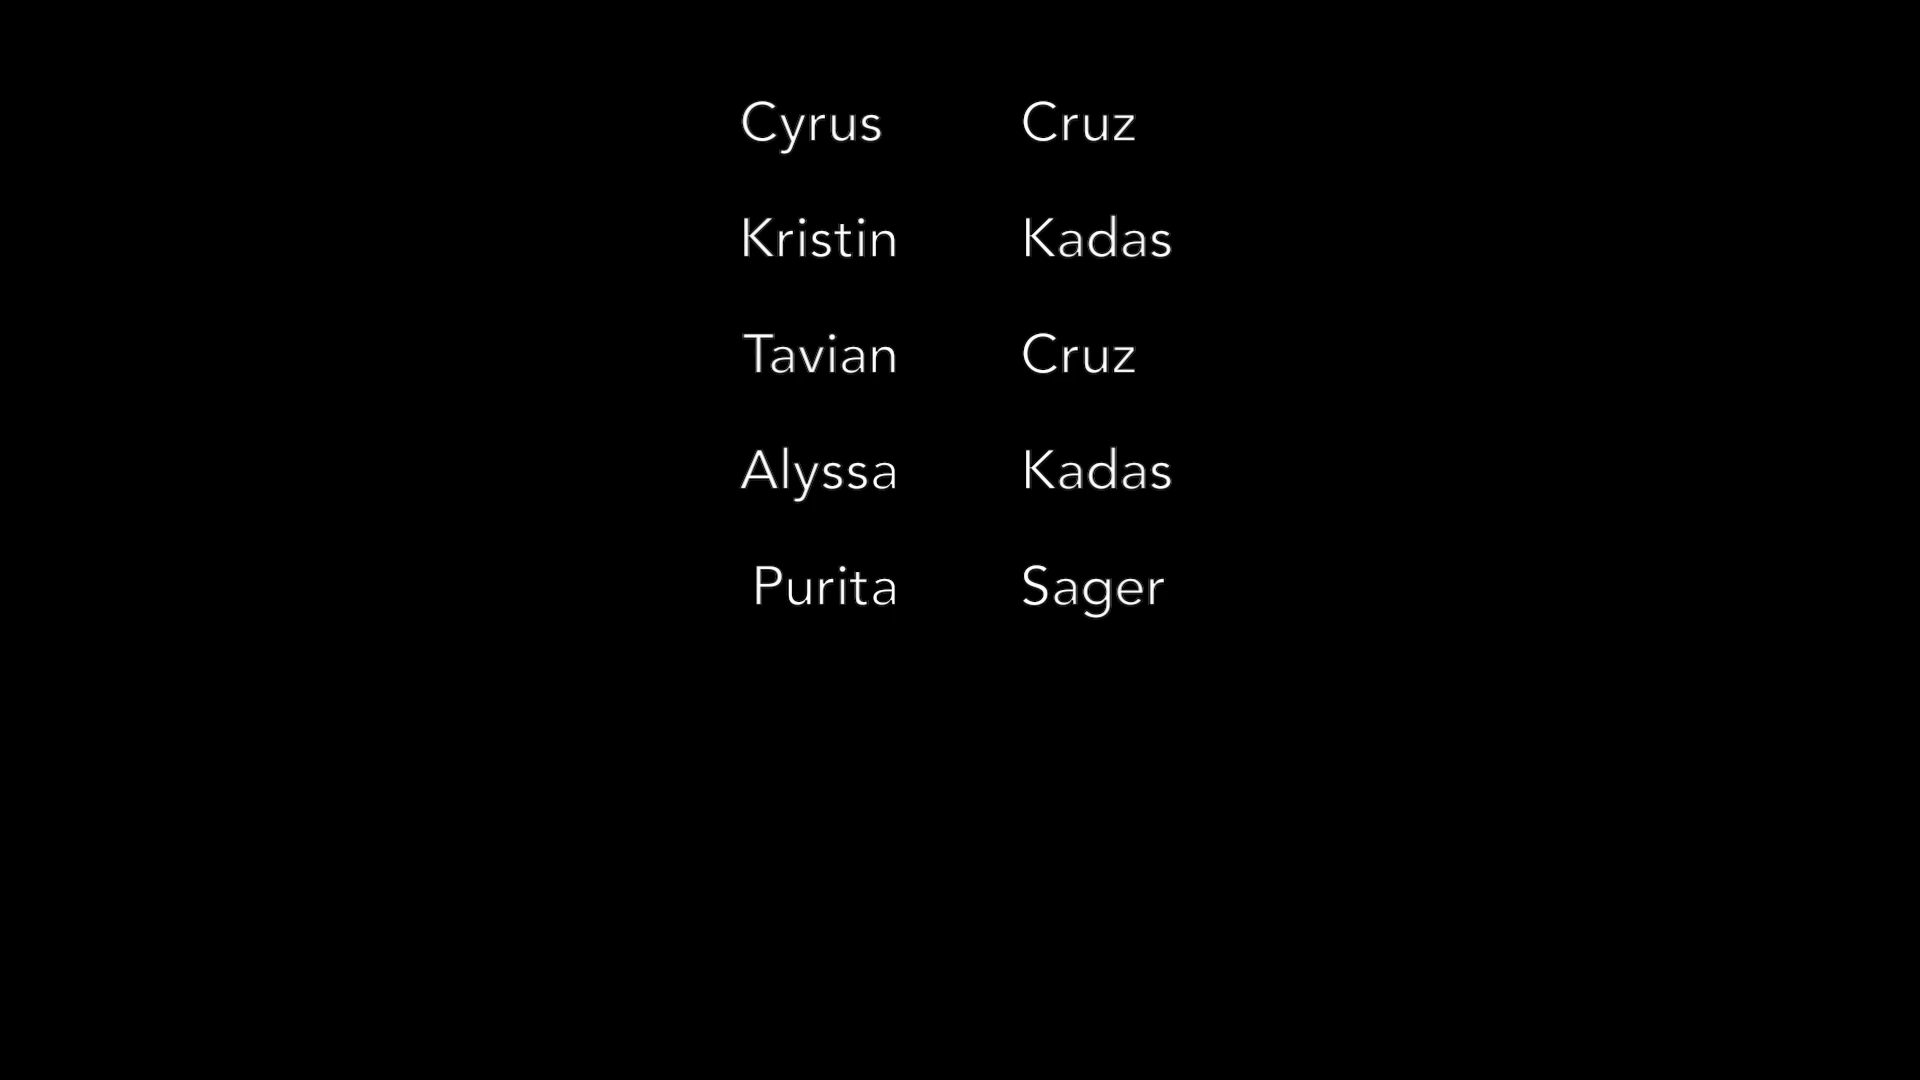 Cyrus Cruz
Kristin Kadas
Tavian Cruz
Alyssa Kadas
Purita Sager